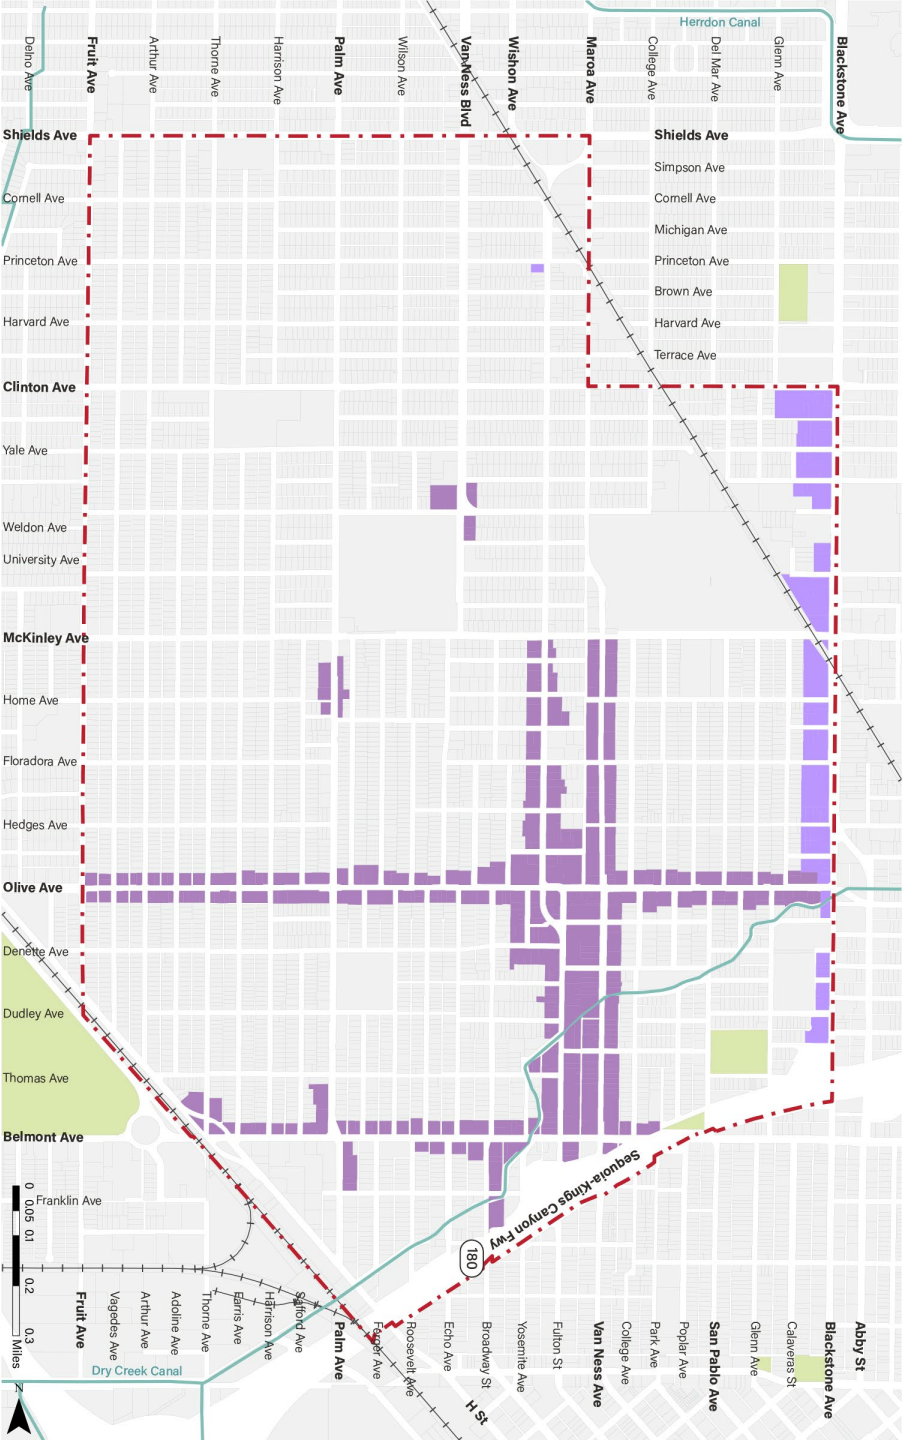 Herrdon Canal
Delno Ave
Fruit Ave
Arthur Ave
Thorne Ave
Harrison Ave
Palm Ave
Wilson Ave
Van Ness Blvd
Wishon Ave
Maroa Ave
College Ave
Del Mar Ave
Glenn Ave
Blackstone Ave
Shields Ave
Shields Ave
Simpson Ave
Cornell Ave
Cornell Ave
Michigan Ave
Princeton Ave
Princeton Ave
Brown Ave
Harvard Ave
Harvard Ave
Terrace Ave
Clinton Ave
Yale Ave
Weldon Ave
University Ave
McKinley Ave
Home Ave
Floradora Ave
Hedges Ave
Olive Ave
Denette Ave
Dudley Ave
Thomas Ave
Belmont Ave
Sequoia-Kings Canyon Fwy
180
Franklin Ave
0 0.05 0.1 0.2 0.3 Miles
Fruit Ave
Vagedes Ave
Arthur Ave
Adoline Ave
Thorne Ave
Farris Ave
Harrison Ave
Safford Ave
Palm Ave
Ferger Ave
Roosevelt Ave
Echo Ave
Broadway St
Yosemite Ave
Fulton St
Van Ness Ave
College Ave
Park Ave
Poplar Ave
San Pablo Ave
Glenn Ave
Calaveras St
Blackstone Ave
Abby St
Dry Creek Canal
H St
N